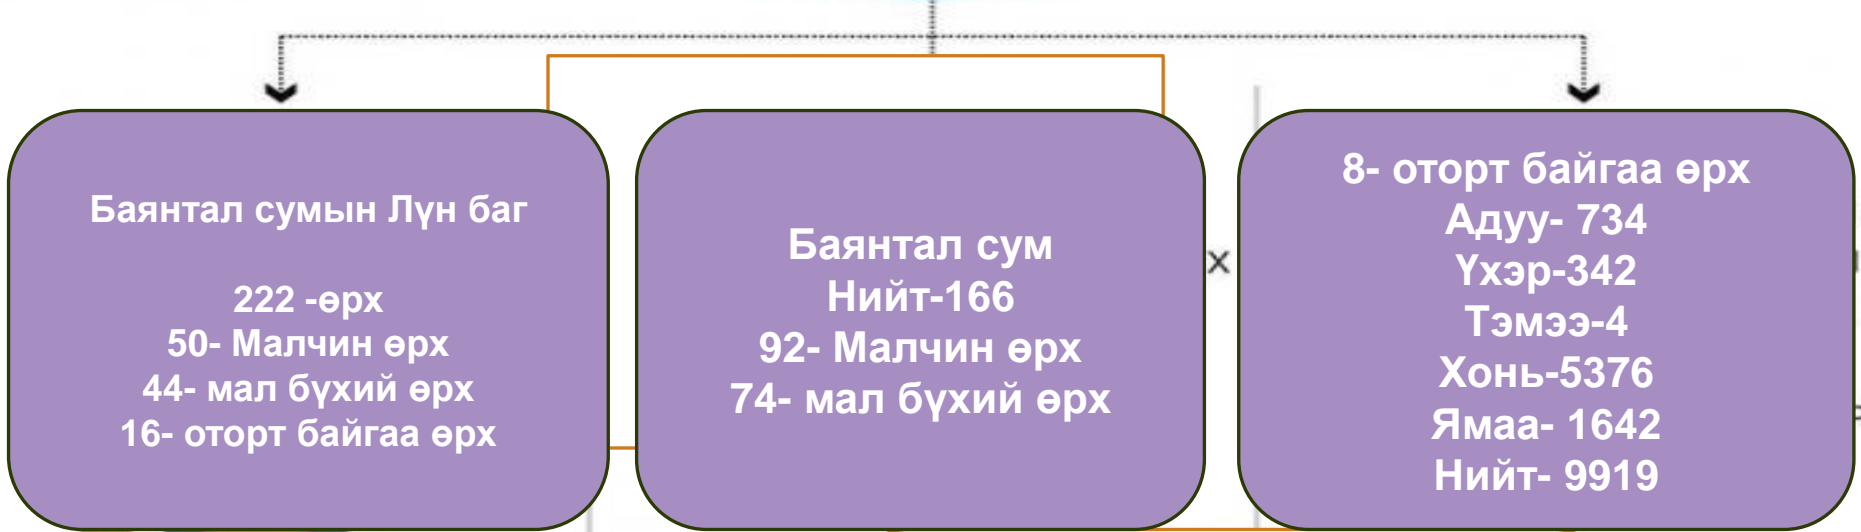 Баянтал сумын Лүн баг
222 -өрх
50- Малчин өрх
44- мал бүхий өрх
16- оторт байгаа өрх
Баянтал сум
Нийт-166
92- Малчин өрх
74- мал бүхий өрх
х
8- оторт байгаа өрх
Адуу- 734
Үхэр-342
Тэмээ-4
Хонь-5376
Ямаа- 1642
Нийт- 9919